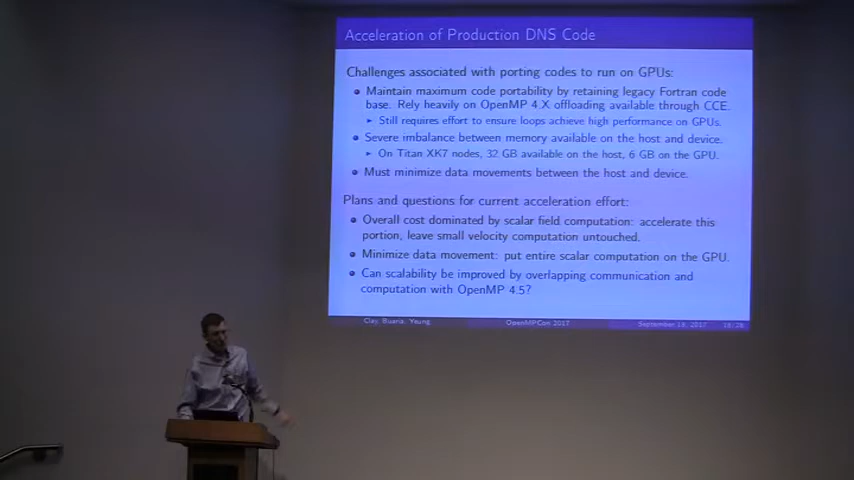 Acceleration of Production DNS Code
Challenges associated with porting codes to run on GPUs:
Maintain maximum code portability by retaining legacy Fortran code
base. Rely heavily on OpenMP 4.X offloading available through CCE.
Still requires effort to ensure loops achieve high performance on GPUs.
Severe imbalance between memory available on the host and device.
On Titan XK7 nodes, 32 GB available on the host, 6 GB on the GPU.
Must minimize data movements between the host and device.
Plans and questions for current acceleration effort:
Overall cost dominated by scalar field computation: accelerate this
portion, leave small velocity computation untouched.
Minimize data movement: put entire scalar computation on the GPU.
Can scalability be improved by overlapping communication and
computation with OpenMP 4.5?
Clay, Buaria, Yeung OpenMPCon 2017 September 19, 2017